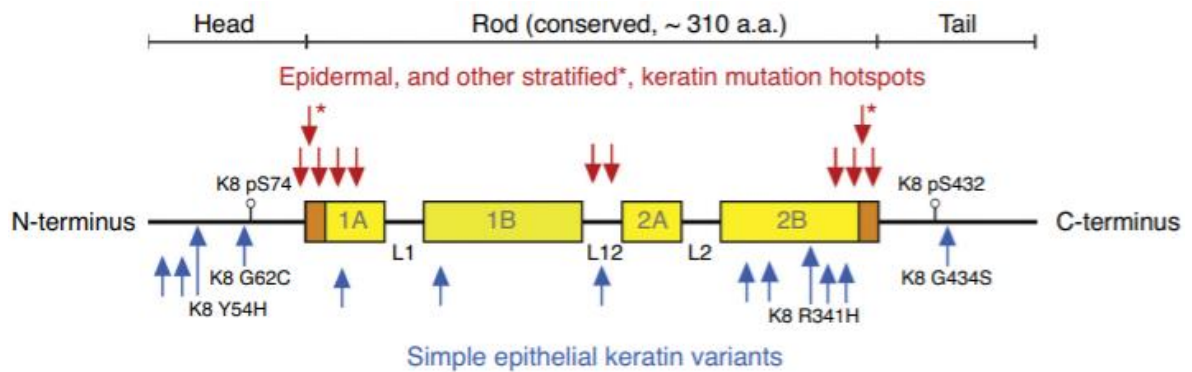 Head Rod (conserved, ~ 310 a.a.) Tail
Epidermal, and other stratified*, keratin mutation hotspots
* *
K8 pS74 K8 pS432
N-terminus 1A 1B 2A 2B C-terminus
L1 L12 L2
K8 G62C K8 G434S
K8 Y54H K8 R341H
Simple epithelial keratin variants